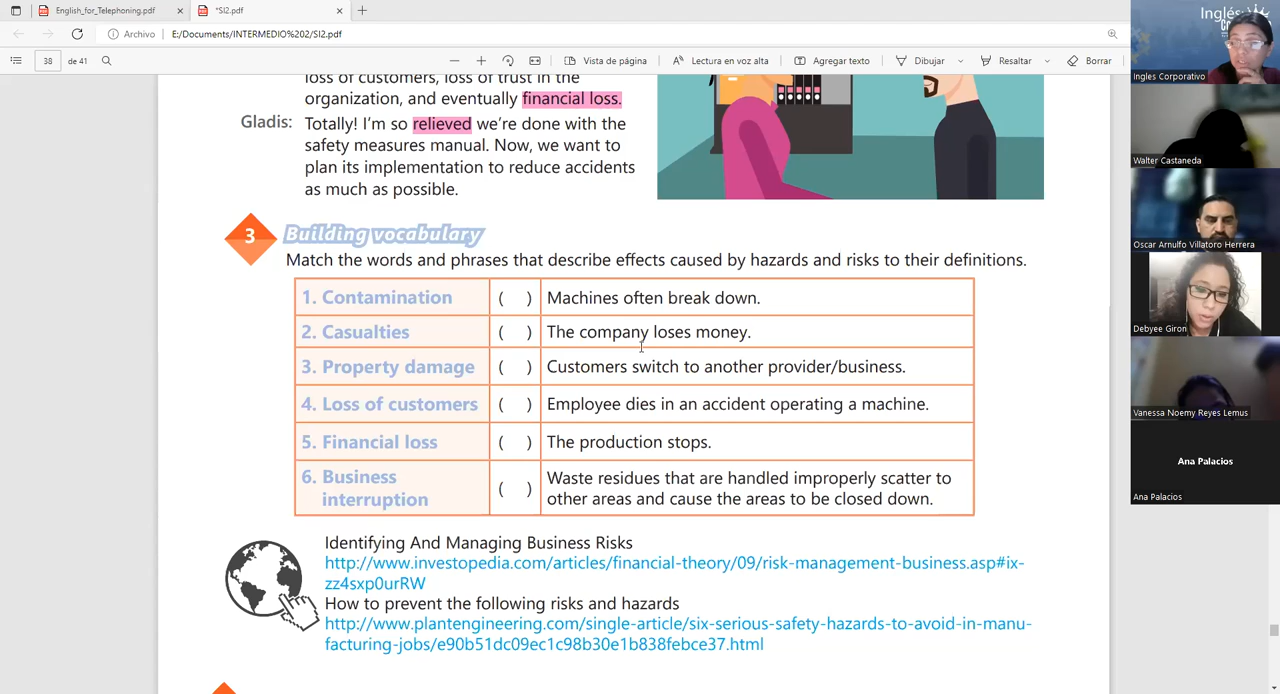 English_for_Telephoning.pdf
*SI2.pdf
Archivo
E:/Documents/INTERMEDIO%202/SI2.pdf
38
de 41
Vista de página
Lectura en voz alta
Agregar texto
Dibujar
Resaltar
Borrar
loss of customers, loss of trust in the
organization, and eventually financial loss.
Gladis: Totally! I'm so relieved we're done with the
safety measures manual. Now, we want to
plan its implementation to reduce accidents
as much as possible.
3 Building vocabulary
Match the words and phrases that describe effects caused by hazards and risks to their definitions.
1. Contamination ( ) Machines often break down.
2. Casualties ( ) The company loses money.
3. Property damage ( ) Customers switch to another provider/business.
4. Loss of customers ( ) Employee dies in an accident operating a machine.
5. Financial loss ( ) The production stops.
6. Business
interruption
( ) Waste residues that are handled improperly scatter to
other areas and cause the areas to be closed down.
Identifying And Managing Business Risks
http://www.investopedia.com/articles/financial-theory/09/risk-management-business.asp#ix-
zz4sxp0urRW
How to prevent the following risks and hazards
http://www.plantengineering.com/single-article/six-serious-safety-hazards-to-avoid-in-manu-
facturing-jobs/e90b51dc09ec1c98b30e1b838febce37.html
Inglés
Ingles Corporativo
Walter Castaneda
Oscar Arnulfo Villatoro Herrera
Debyee Giron
Vanessa Noemy Reyes Lemus
Ana Palacios
Ana Palacios